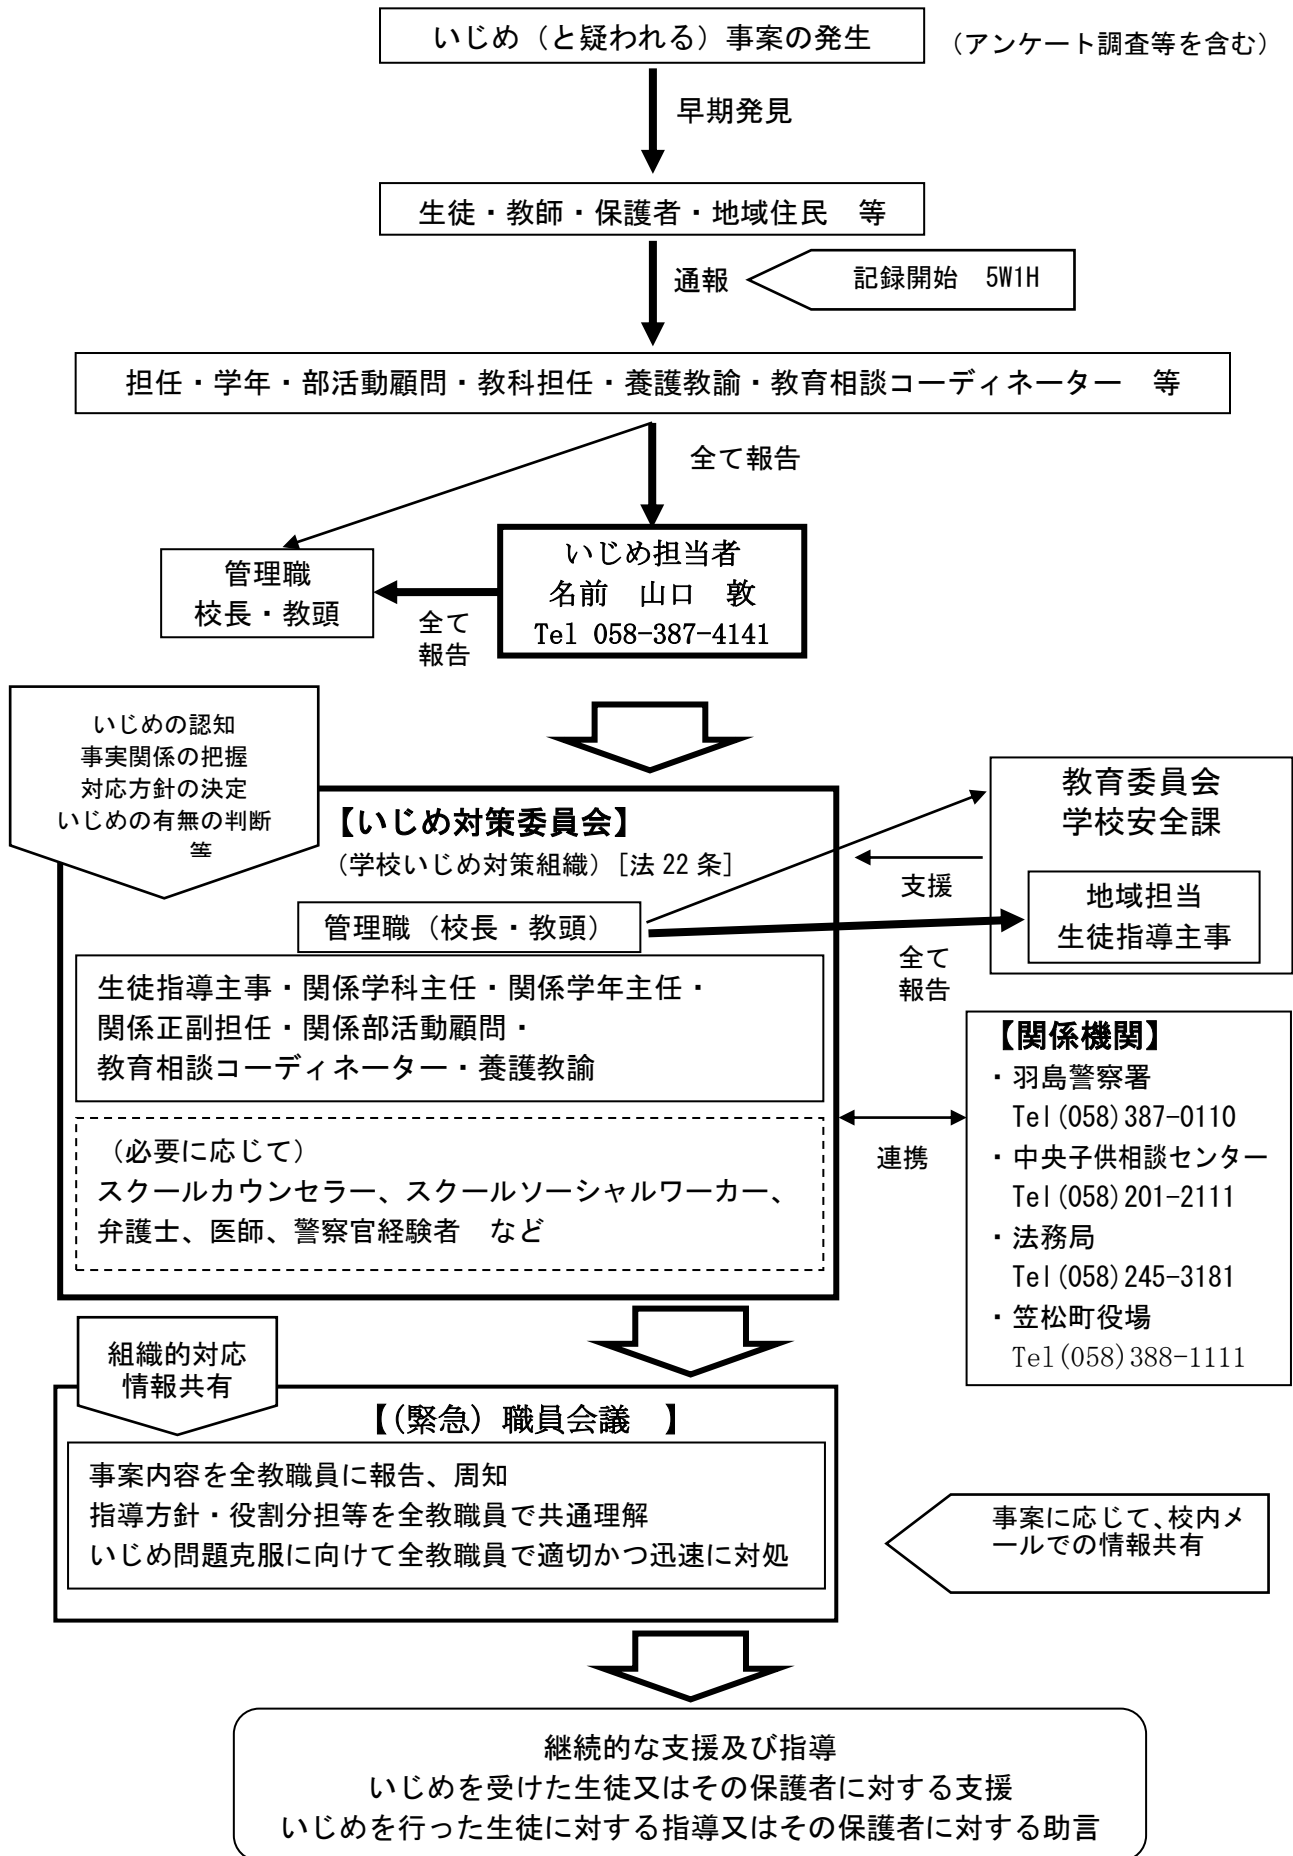 いじめ（と疑われる）事案の発生
（アンケート調査等を含む）
早期発見
生徒・教師・保護者・地域住民　等
通報
記録開始　5W1H
担任・学年・部活動顧問・教科担任・養護教諭・教育相談コーディネーター　等
全て報告
いじめ担当者
名前　山口　敦
Tel 058-387-4141
管理職
校長・教頭
全て
報告
いじめの認知
事実関係の把握
対応方針の決定
いじめの有無の判断
等
【いじめ対策委員会】
（学校いじめ対策組織）［法22条］
管理職（校長・教頭）
生徒指導主事・関係学科主任・関係学年主任・
関係正副担任・関係部活動顧問・
教育相談コーディネーター・養護教諭
（必要に応じて）
スクールカウンセラー、スクールソーシャルワーカー、
弁護士、医師、警察官経験者　など
教育委員会
学校安全課
支援
地域担当
生徒指導主事
全て
報告
連携
【関係機関】
・羽島警察署
Tel(058)387-0110
・中央子供相談センター
Tel(058)201-2111
・法務局
Tel(058)245-3181
・笠松町役場
Tel(058)388-1111
組織的対応
情報共有
【（緊急）職員会議　】
事案内容を全教職員に報告、周知
指導方針・役割分担等を全教職員で共通理解
いじめ問題克服に向けて全教職員で適切かつ迅速に対処
事案に応じて、校内メ
ールでの情報共有
継続的な支援及び指導
いじめを受けた生徒又はその保護者に対する支援
いじめを行った生徒に対する指導又はその保護者に対する助言